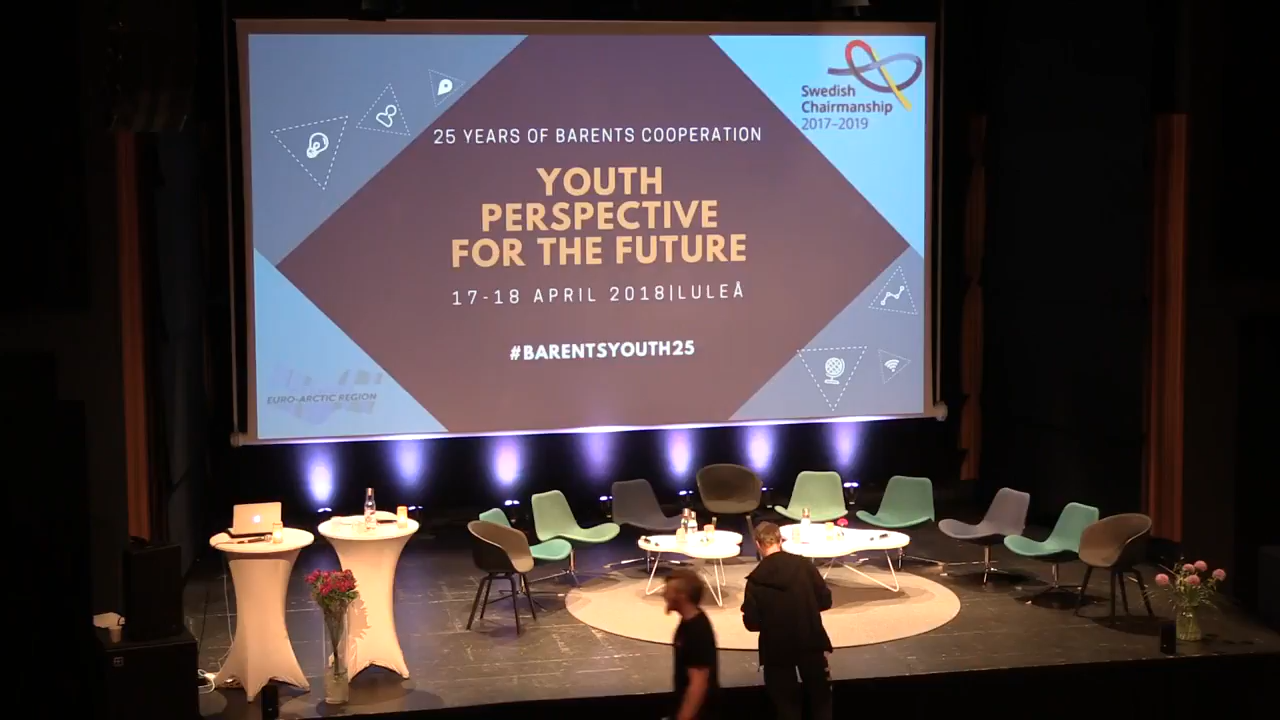 25 YEARS OF BARENTS COOPERATION
YOUTH
PERSPECTIVE
FOR THE FUTURE
17-18 APRIL 2018|LULEÅ
#BARENTSYOUTH25
Swedish
Chairmanship
2017–2019
EURO-ARCTIC REGION